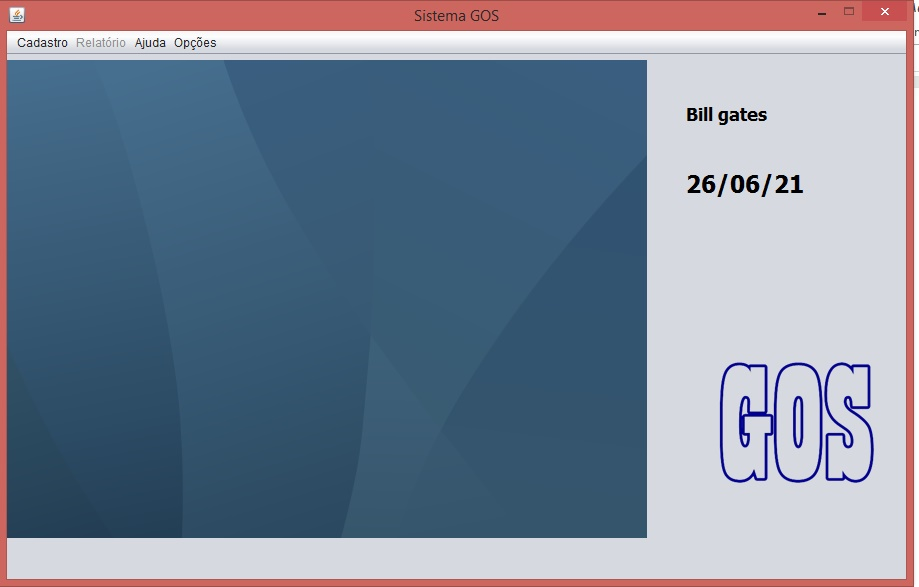 Sistema GOS
Cadastro Relatório Ajuda Opções
Bill gates
26/06/21
GOS